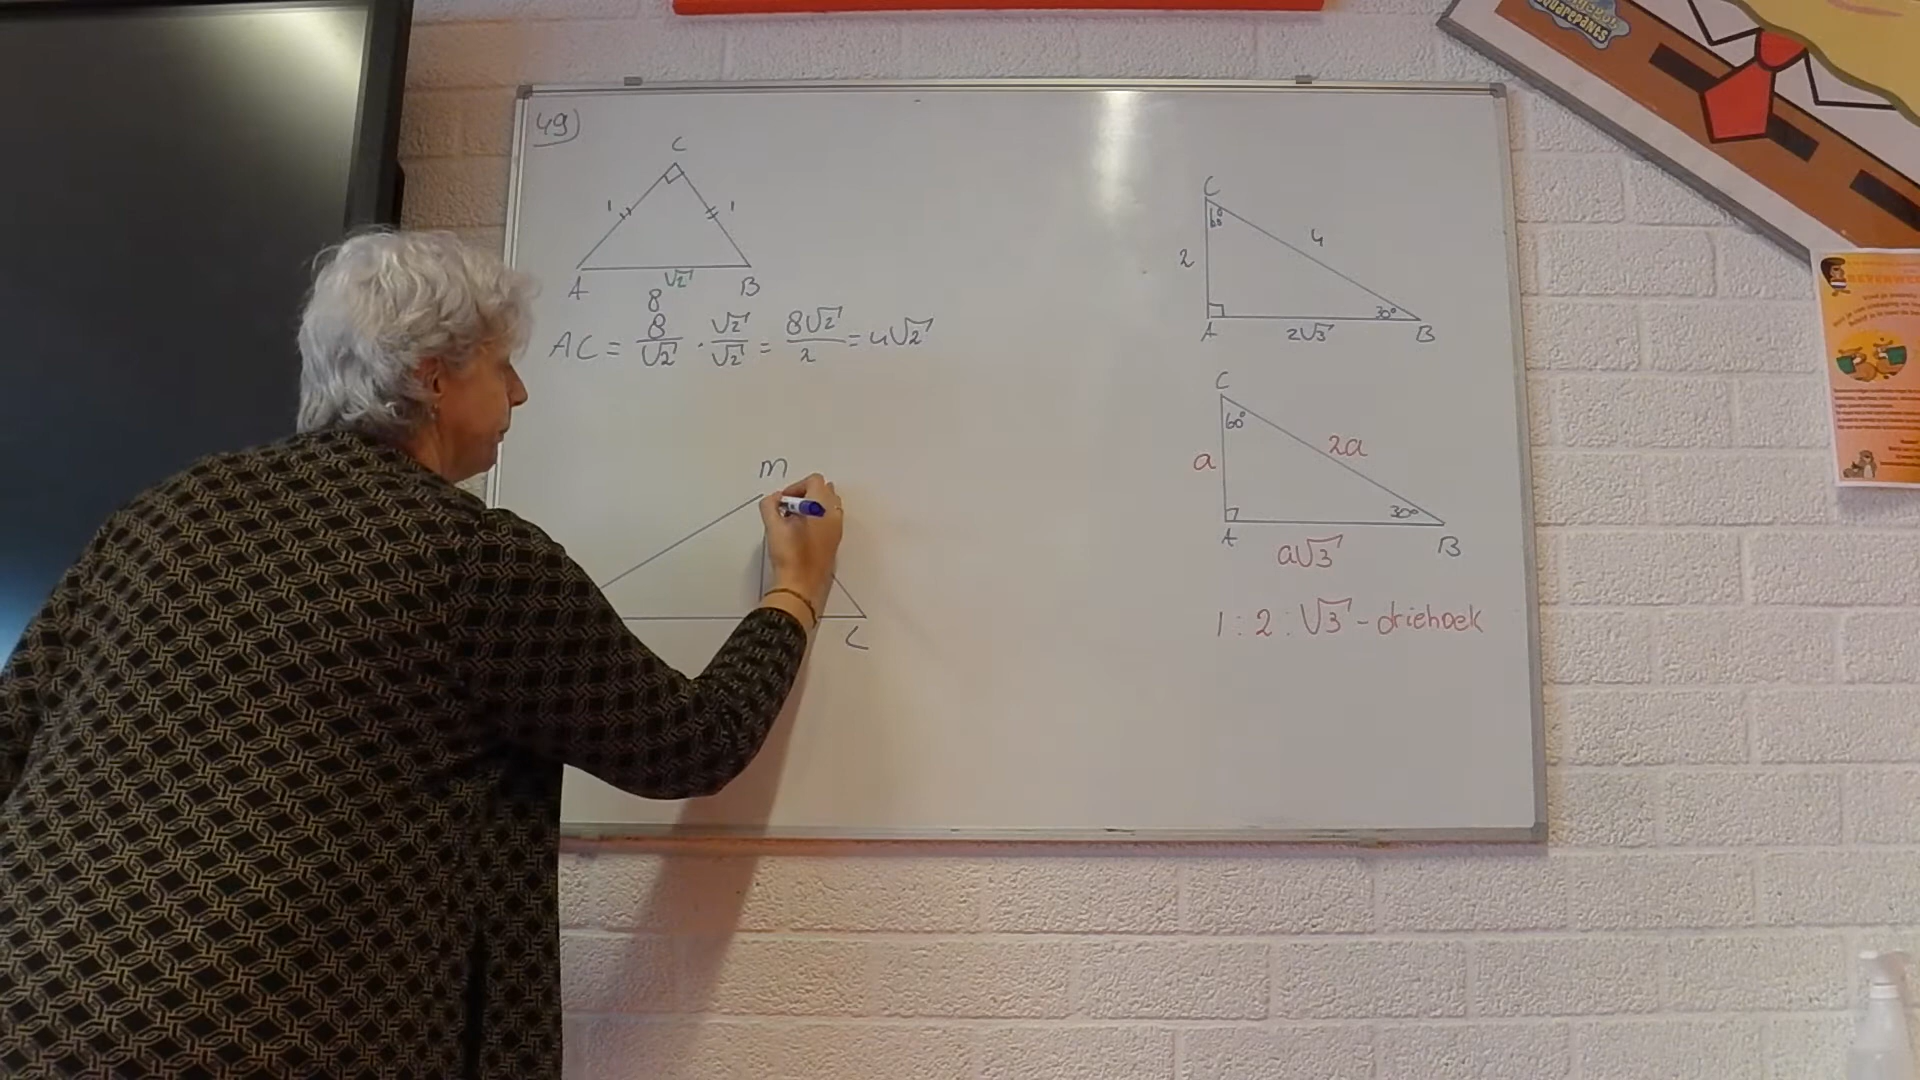 49)
C
1 1
√2
A B
8
AC = 8/√2 · √2/√2 = 8√2/2 = 4√2
M
C
C
60°
4
2
30°
A 2√3 B
C
60°
2a
a
30°
A B
a√3
1 : 2 : √3 - driehoek
SQUAREPANTS